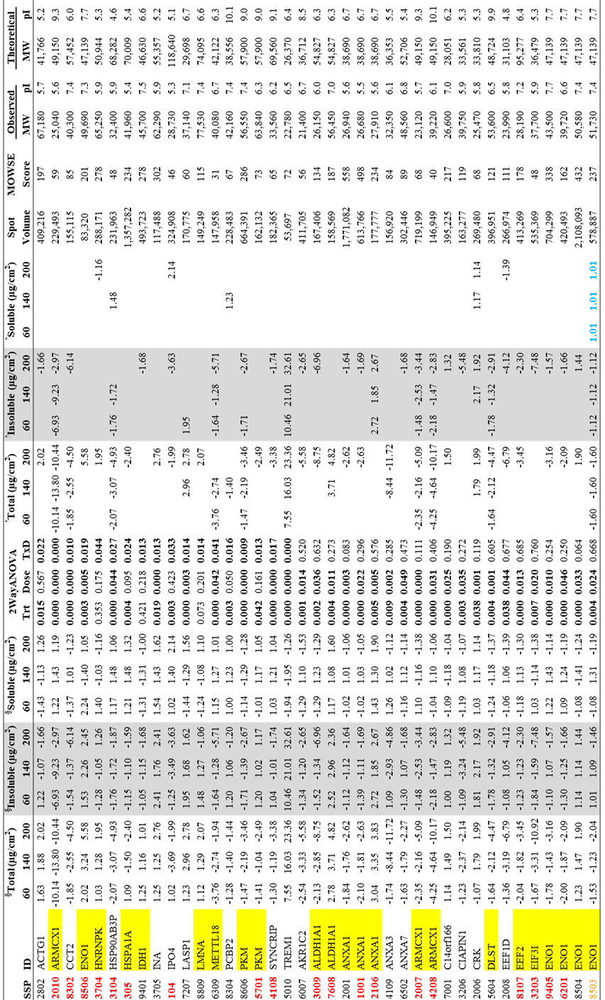 §Total (µg/cm²) §Insoluble (µg/cm²) §Soluble (µg/cm²) 2WayANOVA *Total (µg/cm²) *Insoluble (µg/cm²) *Soluble (µg/cm²) Spot MOWSE Observed Theoretical
SSP ID 60 140 200 60 140 200 60 140 200 Trt Dose TxD 60 140 200 60 140 200 60 140 200 Volume Score MW pI MW pI
2802 ACTG1 1.63 1.88 2.02 1.22 -1.07 -1.66 -1.43 -1.13 1.26 0.015 0.567 0.022 2.02 -1.66 409,216 197 67,180 5.7 41,766 5.2
2010 ARMCX1 -10.14 -13.80 -10.44 -6.93 -9.23 -2.97 1.22 1.43 1.19 0.000 0.000 0.000 -10.14 -13.80 -10.44 -6.93 -9.23 -2.97 229,493 59 25,040 5.6 49,150 9.3
8302 CCT2 -1.85 -2.55 -4.50 -1.54 -1.37 -6.14 -1.37 1.01 -1.23 0.000 0.000 0.010 -1.85 -2.55 -4.50 -6.14 155,115 85 40,300 7.4 57,452 6.0
8506 ENO1 2.02 3.24 5.58 1.53 2.26 2.45 2.24 -1.40 1.05 0.003 0.005 0.019 5.58 83,320 201 49,690 7.3 47,139 7.7
3704 HNRNPK 1.03 1.28 1.95 -1.28 -1.05 1.26 1.40 -1.03 -1.16 0.353 0.175 0.044 1.95 -1.16 288,171 278 65,250 5.9 50,944 5.3
3104 HSP90AB3P -2.07 -3.07 -4.93 -1.76 -1.72 -1.87 1.17 1.48 1.06 0.000 0.044 0.027 -2.07 -3.07 -4.93 -1.76 -1.72 1.48 231,963 48 32,400 5.9 68,282 4.6
305 HSPA1A 1.09 -1.50 -2.40 -1.15 -1.10 -1.59 1.21 1.48 1.32 0.004 0.095 0.024 -2.40 1,357,282 234 41,960 5.4 70,009 5.4
9401 IDH1 1.25 1.16 1.01 -1.05 -1.15 -1.68 -1.31 -1.31 -1.00 0.421 0.218 0.013 -1.68 493,723 278 45,700 7.5 46,630 6.6
3705 INA 1.25 1.25 2.76 2.41 1.76 2.41 1.54 1.43 1.62 0.019 0.000 0.013 2.76 117,488 302 62,290 5.9 55,357 5.2
104 IPO4 1.02 -3.69 -1.99 -1.25 -3.49 -3.63 1.02 1.40 2.14 0.003 0.423 0.033 -1.99 -3.63 2.14 324,908 46 28,730 5.3 118,640 5.1
7207 LASP1 1.23 2.96 2.78 1.95 1.68 1.62 -1.44 -1.29 1.56 0.000 0.003 0.014 2.96 2.78 1.95 170,775 60 37,140 7.1 29,698 6.7
8809 LMNA 1.12 1.29 2.07 1.48 1.27 -1.06 -1.24 -1.08 1.10 0.073 0.201 0.014 2.07 149,249 115 77,530 7.4 74,095 6.6
6309 METTL18 -3.76 -2.74 -1.94 -1.64 -1.28 -5.71 1.15 1.27 1.01 0.000 0.042 0.041 -3.76 -2.74 -1.64 -1.28 -5.71 147,958 31 40,080 6.7 42,122 6.3
8304 PCBP2 -1.28 -1.40 -1.44 1.20 1.06 -1.20 1.00 1.23 1.00 0.003 0.050 0.016 -1.40 1.23 228,483 67 42,160 7.4 38,556 10.1
8606 PKM -1.47 -2.19 -3.46 -1.71 -1.39 -2.67 -1.14 -1.29 -1.28 0.000 0.000 0.009 -1.47 -2.19 -3.46 -1.71 -2.67 664,391 286 56,550 7.4 57,900 9.0
5701 PKM -1.41 -1.04 -2.49 1.20 1.02 1.17 -1.01 1.17 1.05 0.042 0.161 0.013 -2.49 162,132 73 63,840 6.3 57,900 9.0
4108 SYNCRIP -1.30 -1.19 -3.38 1.04 -1.01 -1.74 1.03 1.21 1.04 0.000 0.000 0.017 -3.38 -1.74 182,365 65 33,560 6.2 69,560 9.1
5010 TREM1 7.55 16.03 23.36 10.46 21.01 32.61 -1.94 -1.95 -1.26 0.000 0.000 0.000 7.55 16.03 23.36 10.46 21.01 32.61 53,697 72 22,780 6.5 26,370 6.4
6007 AKR1C2 -2.54 -3.33 -5.58 -1.34 -1.20 -2.65 -1.29 1.10 -1.53 0.001 0.014 0.520 -5.58 -2.65 411,705 56 21,400 6.7 36,712 8.5
3009 ALDH1A1 -2.13 -2.85 -8.75 -1.52 -1.34 -6.96 -1.29 1.23 -1.29 0.002 0.036 0.632 -8.75 -6.96 167,406 134 26,150 6.0 54,827 6.3
7608 ALDH1A1 2.78 3.71 4.82 2.52 2.96 2.36 1.17 1.08 1.60 0.004 0.011 0.273 3.71 4.82 158,569 187 56,450 7.0 54,827 6.3
2001 ANXA1 -1.84 -1.76 -2.62 -1.12 -1.12 -1.64 -1.02 1.01 -1.06 0.000 0.003 0.083 -2.62 -1.64 1,771,082 558 26,940 5.6 38,690 6.7
1001 ANXA1 -2.10 -1.81 -2.63 -1.39 -1.11 -1.69 -1.02 1.03 -1.05 0.000 0.022 0.296 -2.63 -1.69 613,766 498 26,680 5.5 38,690 6.7
2106 ANXA1 3.04 3.35 3.83 2.72 1.85 2.67 1.43 1.30 1.90 0.005 0.005 0.576 2.72 1.85 2.67 177,777 234 27,910 5.6 38,690 6.7
4109 ANXA3 -1.74 -8.44 -11.72 1.09 -2.93 -4.86 1.26 1.02 -1.12 0.009 0.002 0.285 -8.44 -11.72 156,920 84 32,350 6.1 36,353 5.5
6502 ANXA7 -1.63 -1.79 -2.27 -1.30 1.07 -1.68 -1.16 1.12 -1.14 0.004 0.049 0.473 -1.68 302,446 89 48,560 6.8 52,706 5.4
2007 ARMCX1 -2.35 -2.16 -5.09 -1.48 -2.53 -3.44 1.10 -1.16 -1.38 0.000 0.000 0.111 -2.35 -2.16 -5.09 -1.48 -2.53 -3.44 719,199 68 23,120 5.7 49,150 9.3
4208 ARMCX1 -4.25 -4.64 -10.17 -2.18 -1.47 -2.83 1.04 -1.10 -1.06 0.000 0.031 0.406 -4.25 -4.64 -10.17 -2.18 -1.47 -2.83 146,949 40 39,220 6.1 49,150 10.1
7001 C14orf166 1.14 1.49 1.50 1.00 1.19 1.32 -1.09 -1.18 -1.04 0.000 0.025 0.190 1.50 1.32 395,225 217 26,600 7.0 28,051 6.2
3206 CIAPIN1 -1.23 -2.37 -2.14 -1.09 -3.24 -5.48 -1.19 1.08 -1.07 0.003 0.035 0.272 -5.48 163,277 119 39,750 5.9 33,561 5.3
2006 CRK -1.07 1.79 1.99 1.81 2.17 1.92 1.03 1.17 1.14 0.038 0.001 0.119 1.79 1.99 2.17 1.92 1.17 1.14 269,480 68 25,470 5.8 33,810 5.3
5604 DLST -1.64 -2.12 -4.47 -1.78 -1.32 -2.91 -1.24 -1.18 -1.37 0.004 0.001 0.605 -1.64 -2.12 -4.47 -1.78 -1.32 -2.91 396,951 121 53,600 6.5 48,724 9.9
2008 EEF1D -1.36 -3.19 -6.79 -1.08 1.05 -4.12 -1.06 1.06 -1.39 0.038 0.044 0.677 -6.79 -4.12 -1.39 266,974 111 23,990 5.8 31,103 4.8
8107 EEF2 -2.04 -1.82 -3.45 -1.23 -1.23 -2.30 -1.18 1.13 -1.30 0.000 0.013 0.685 -3.45 -2.30 413,269 178 28,190 7.2 95,277 6.4
3203 EIF3I -1.67 -3.31 -10.92 -1.84 -1.59 -7.48 1.03 -1.14 -1.38 0.007 0.020 0.760 -7.48 535,369 48 37,700 5.9 36,479 5.3
9405 ENO1 -1.78 -1.43 -3.16 -1.10 1.07 -1.57 1.22 1.43 -1.14 0.000 0.010 0.254 -3.16 -1.57 704,299 338 43,500 7.7 47,139 7.7
6201 ENO1 -2.00 -1.87 -2.09 -1.30 -1.25 -1.66 1.09 1.24 -1.19 0.000 0.046 0.250 -2.09 -1.66 420,493 162 39,720 6.6 47,139 7.7
8504 ENO1 1.23 1.47 1.90 1.14 1.14 1.44 -1.08 -1.41 -1.24 0.000 0.033 0.064 1.90 1.44 2,108,093 432 50,580 7.4 47,139 7.7
8503 ENO1 -1.53 -1.23 -2.04 1.01 1.09 -1.46 -1.08 1.31 -1.19 0.004 0.024 0.668 -1.60 -1.60 -1.60 -1.12 -1.12 -1.12 1.01 1.01 1.01 578,887 237 51,730 7.4 47,139 7.7